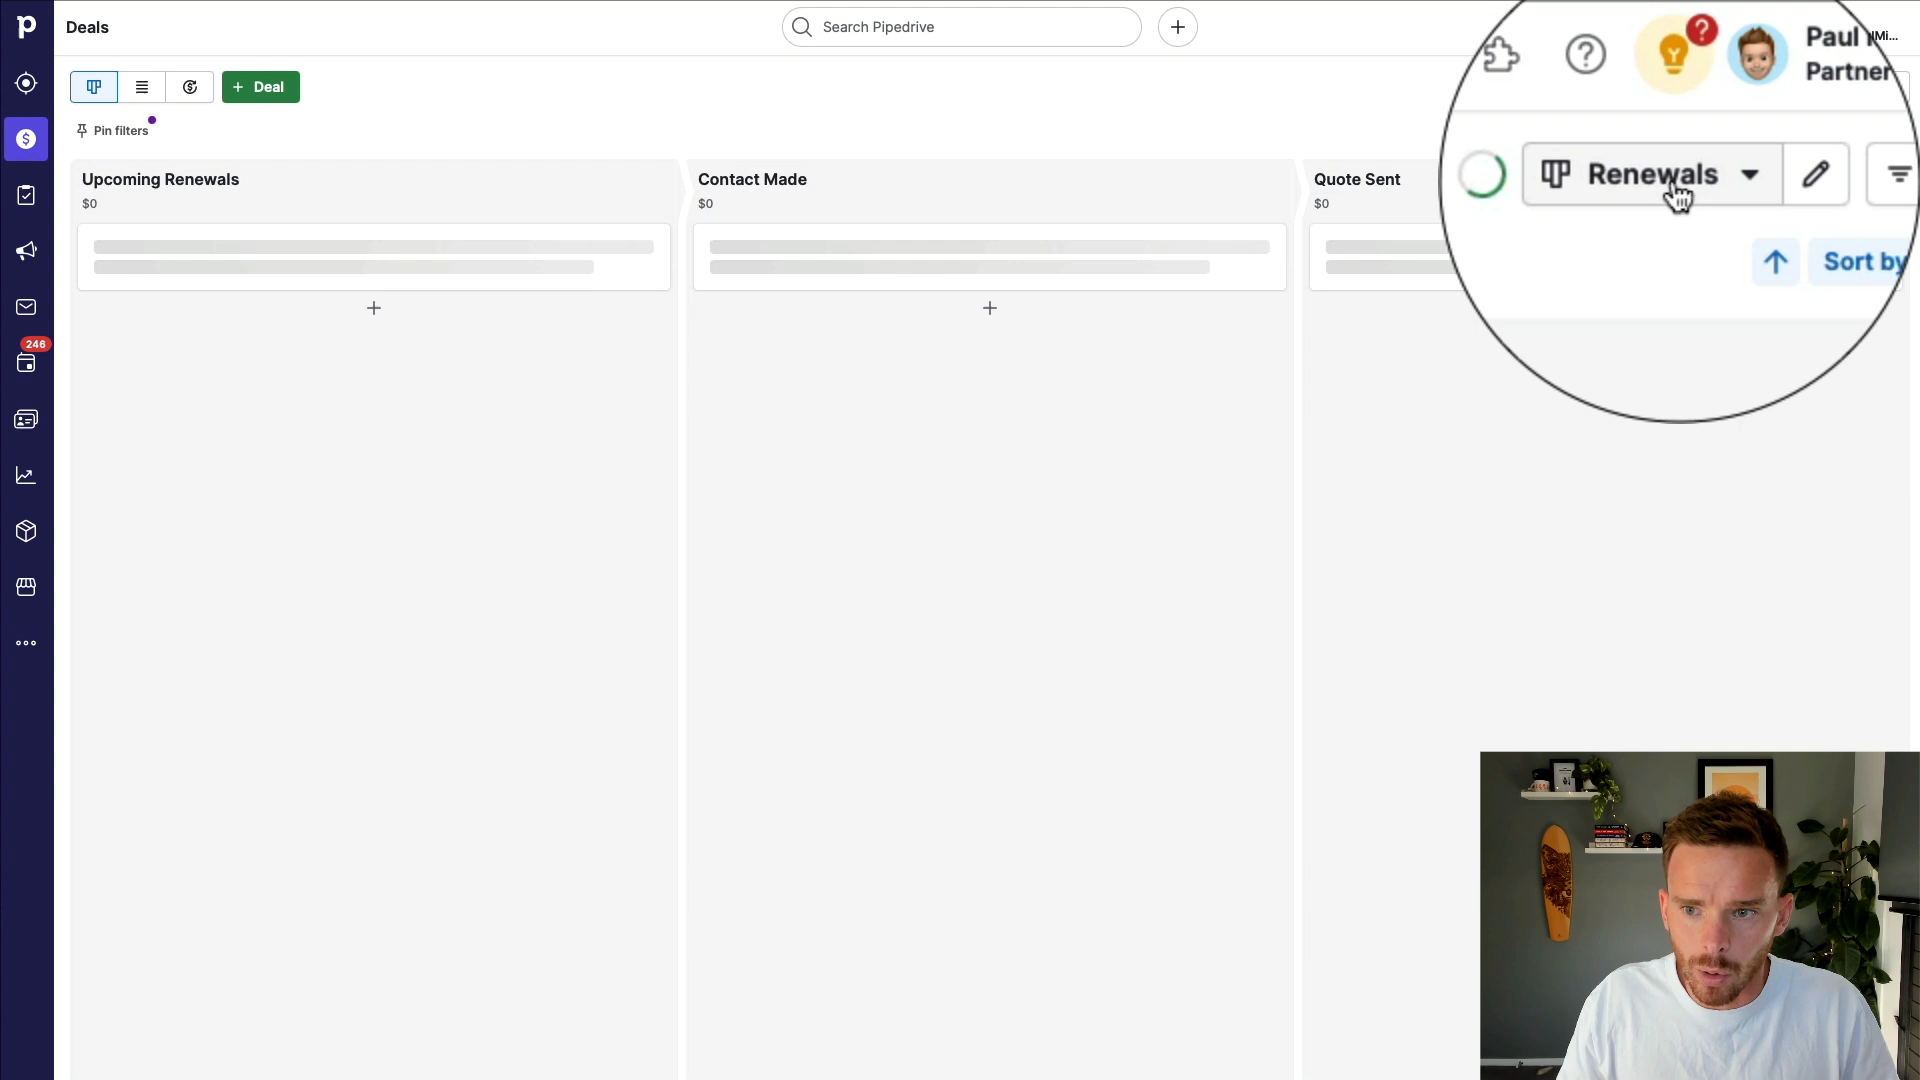 Deals
Search Pipedrive
Paul
Partner
Deal
Pin filters
Renewals
Sort by
Upcoming Renewals
$0
Contact Made
$0
Quote Sent
$0
246